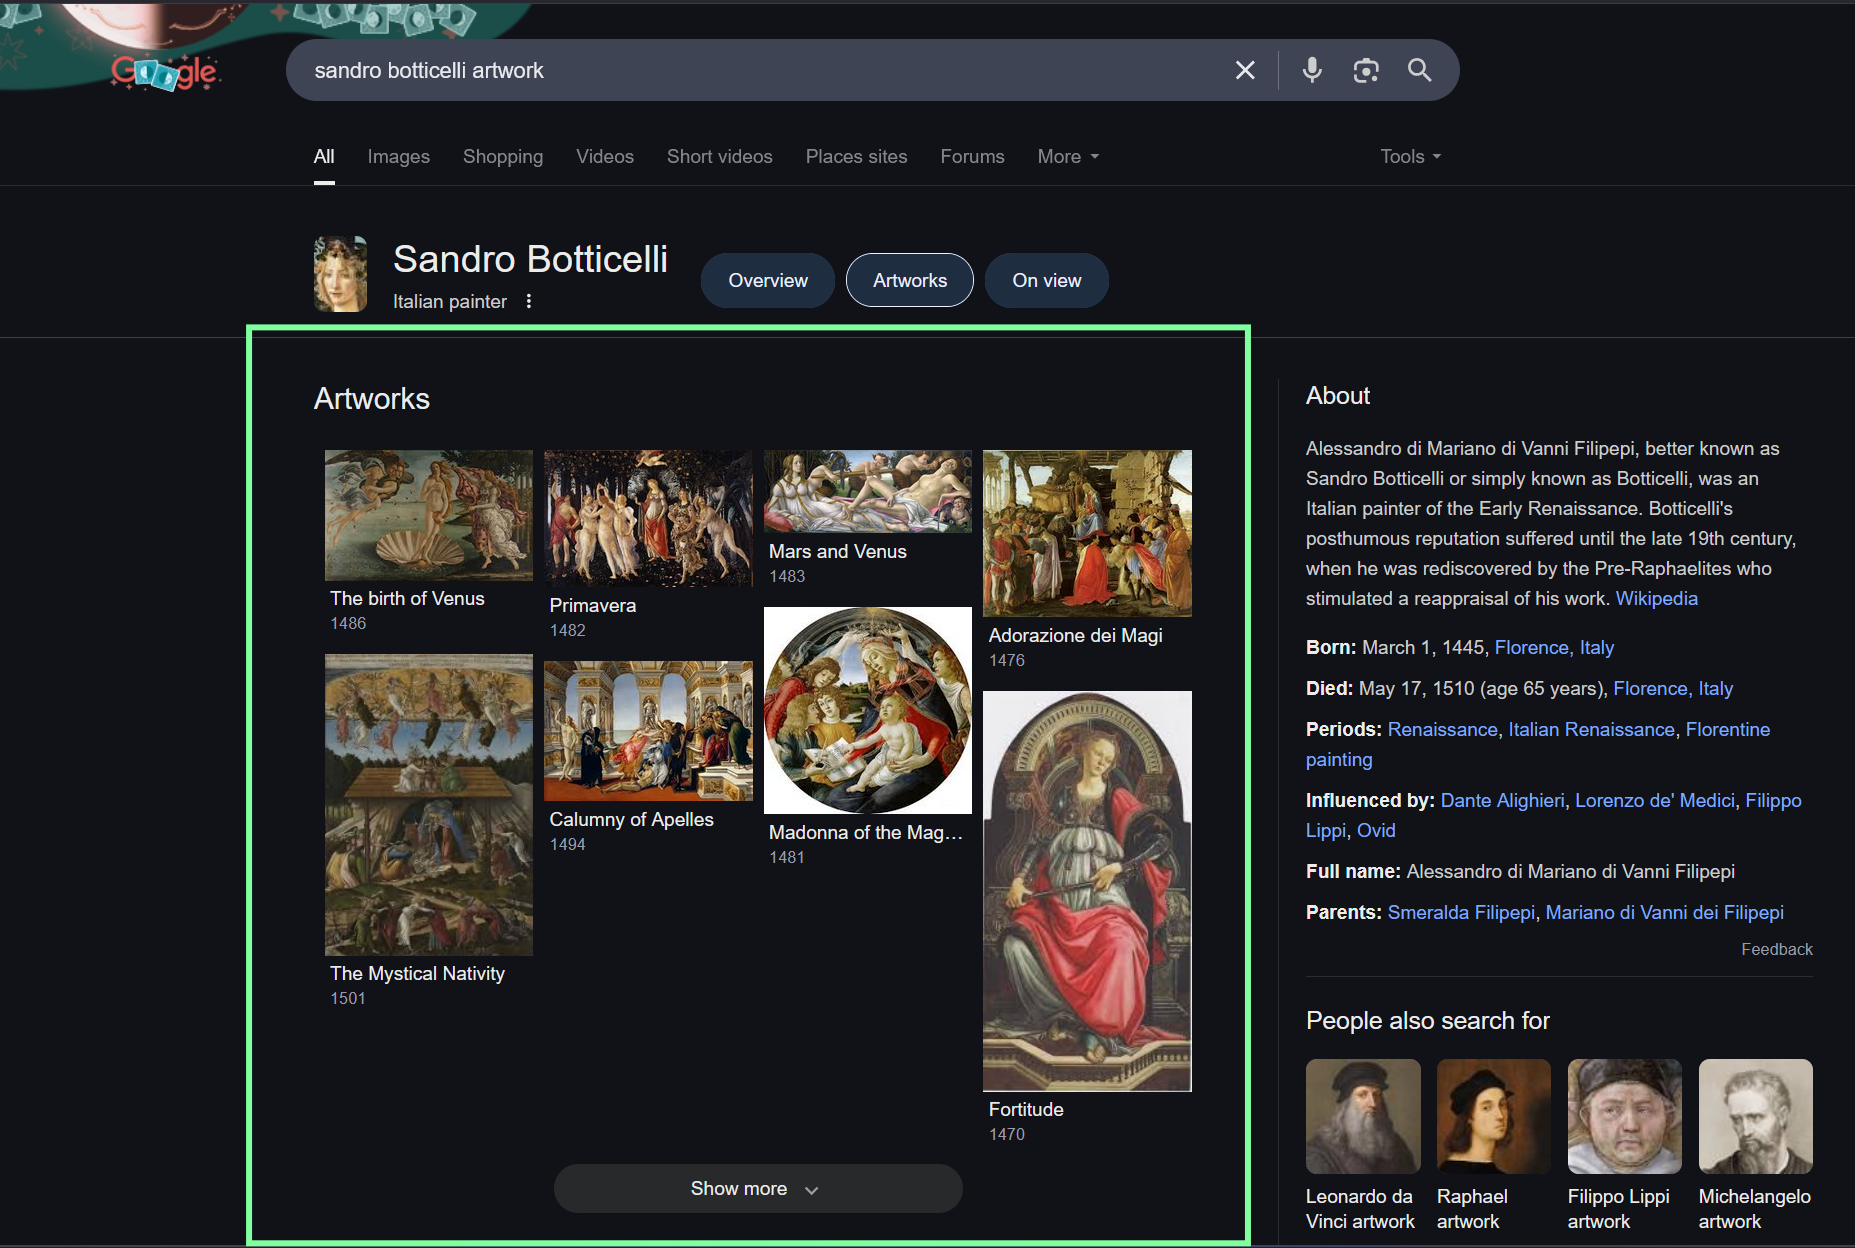 Google
sandro botticelli artwork
All Images Shopping Videos Short videos Places sites Forums More Tools
Sandro Botticelli
Italian painter
Overview Artworks On view
Artworks
The birth of Venus
1486
Primavera
1482
Mars and Venus
1483
Adorazione dei Magi
1476
The Mystical Nativity
1501
Calumny of Apelles
1494
Madonna of the Mag…
1481
Fortitude
1470
Show more
About
Alessandro di Mariano di Vanni Filipepi, better known as
Sandro Botticelli or simply known as Botticelli, was an
Italian painter of the Early Renaissance. Botticelli's
posthumous reputation suffered until the late 19th century,
when he was rediscovered by the Pre-Raphaelites who
stimulated a reappraisal of his work. Wikipedia
Born: March 1, 1445, Florence, Italy
Died: May 17, 1510 (age 65 years), Florence, Italy
Periods: Renaissance, Italian Renaissance, Florentine
painting
Influenced by: Dante Alighieri, Lorenzo de' Medici, Filippo
Lippi, Ovid
Full name: Alessandro di Mariano di Vanni Filipepi
Parents: Smeralda Filipepi, Mariano di Vanni dei Filipepi
Feedback
People also search for
Leonardo da
Vinci artwork
Raphael
artwork
Filippo Lippi
artwork
Michelangelo
artwork